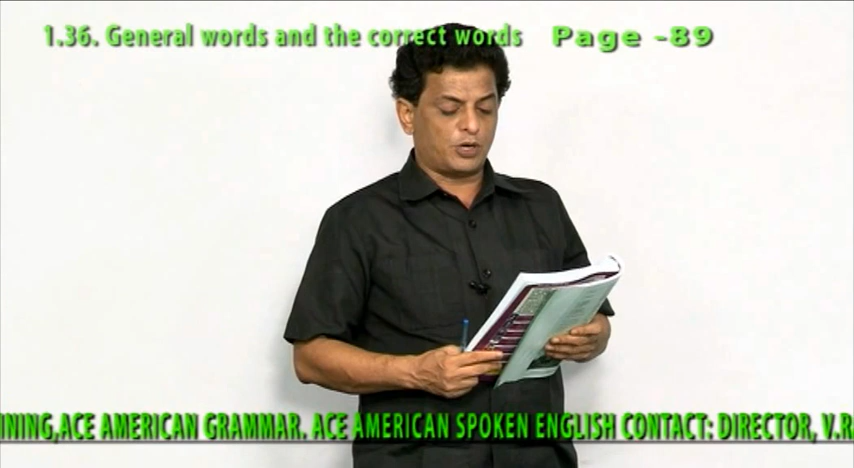 1.36. General words and the correct words Page -89
INING,ACE AMERICAN GRAMMAR. ACE AMERICAN SPOKEN ENGLISH CONTACT: DIRECTOR, V.R